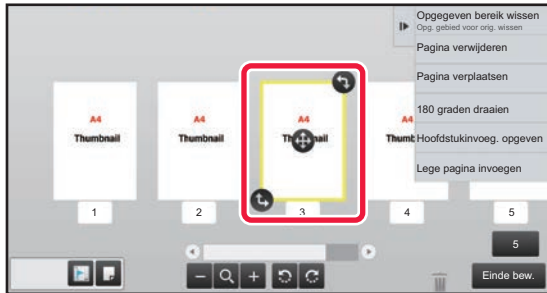 Opgegeven bereik wissen
Opg. gebied voor orig. wissen
Pagina verwijderen
Pagina verplaatsen
180 graden draaien
Hoofdstukinvoeg. opgeven
Lege pagina invoegen
A4 A4 A4 A4
Thumbnail Thumbnail Thumbnail
1 2 3 4 5
5
Einde bew.